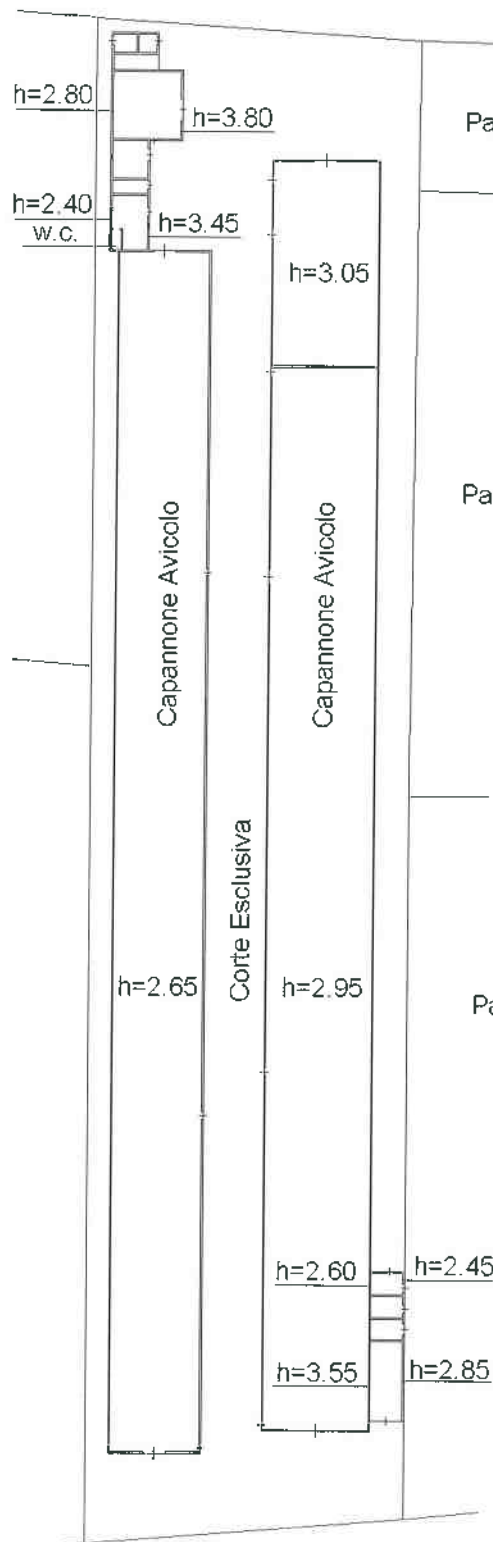 h=2.80
h=3.80
Pa
h=2.40
w.c.
h=3.45
h=3.05
Pa
Capannone Avicolo
Capannone Avicolo
Corte Esclusiva
h=2.65
h=2.95
Pa
h=2.60
h=2.45
h=3.55
h=2.85